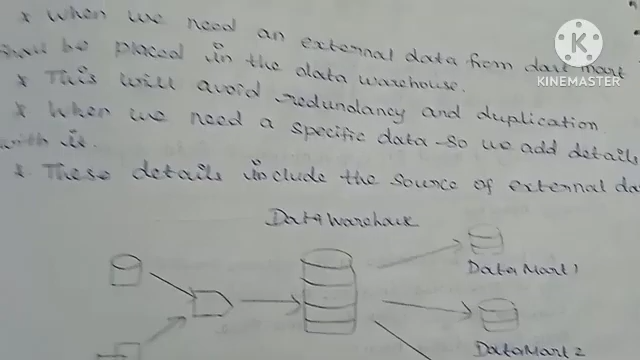 * When we need an external data from data mart
shall be placed in the data warehouse.
* This will avoid redundancy and duplication
* When we need a specific data so we add details
with it.
* These details include the source of external da
Data Warehouse
Data Mart 1
Data Mart 2
KINEMASTER